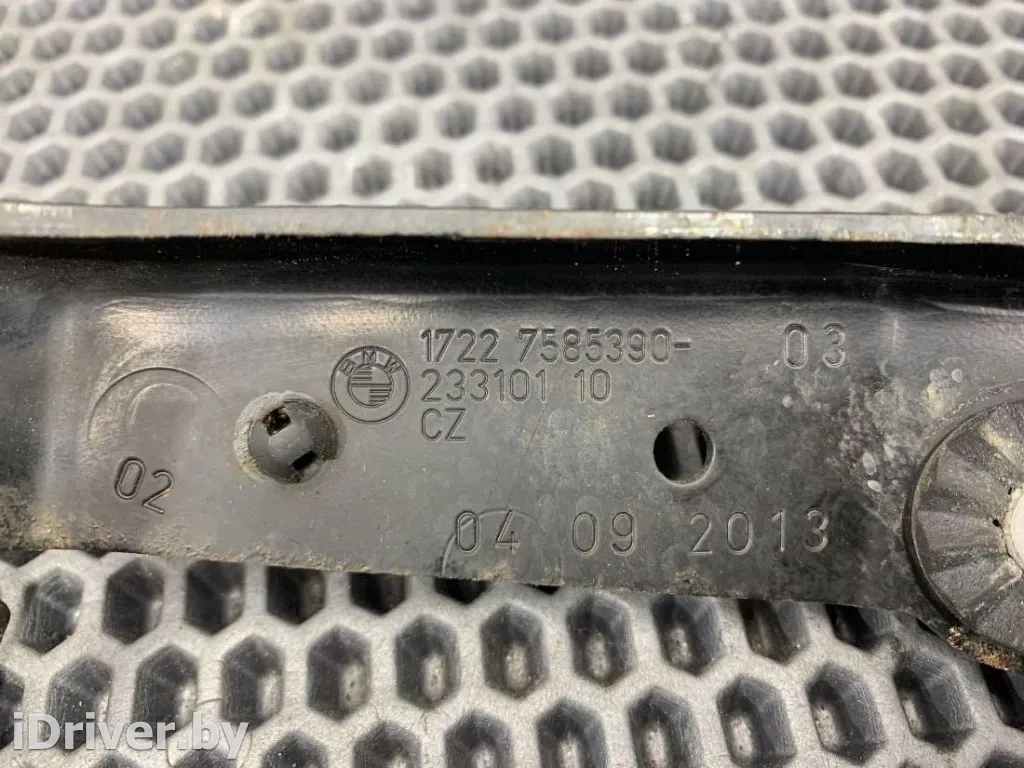 1722 7585390- 03
BMW
233101 10
CZ
02
04 09 2013
iDriver.by